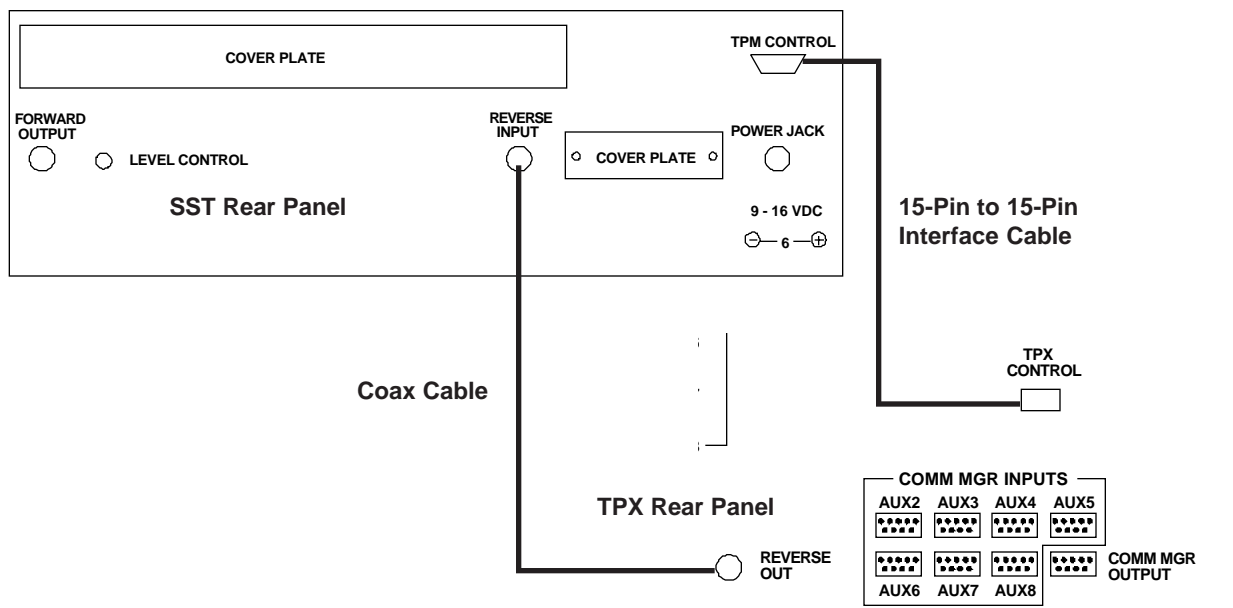 TPM CONTROL
COVER PLATE
FORWARD
OUTPUT
LEVEL CONTROL
REVERSE
INPUT
COVER PLATE
POWER JACK
SST Rear Panel
9 - 16 VDC
6
15-Pin to 15-Pin
Interface Cable
TPX
CONTROL
Coax Cable
TPX Rear Panel
COMM MGR INPUTS
AUX2 AUX3 AUX4 AUX5
REVERSE
OUT
COMM MGR
OUTPUT
AUX6 AUX7 AUX8